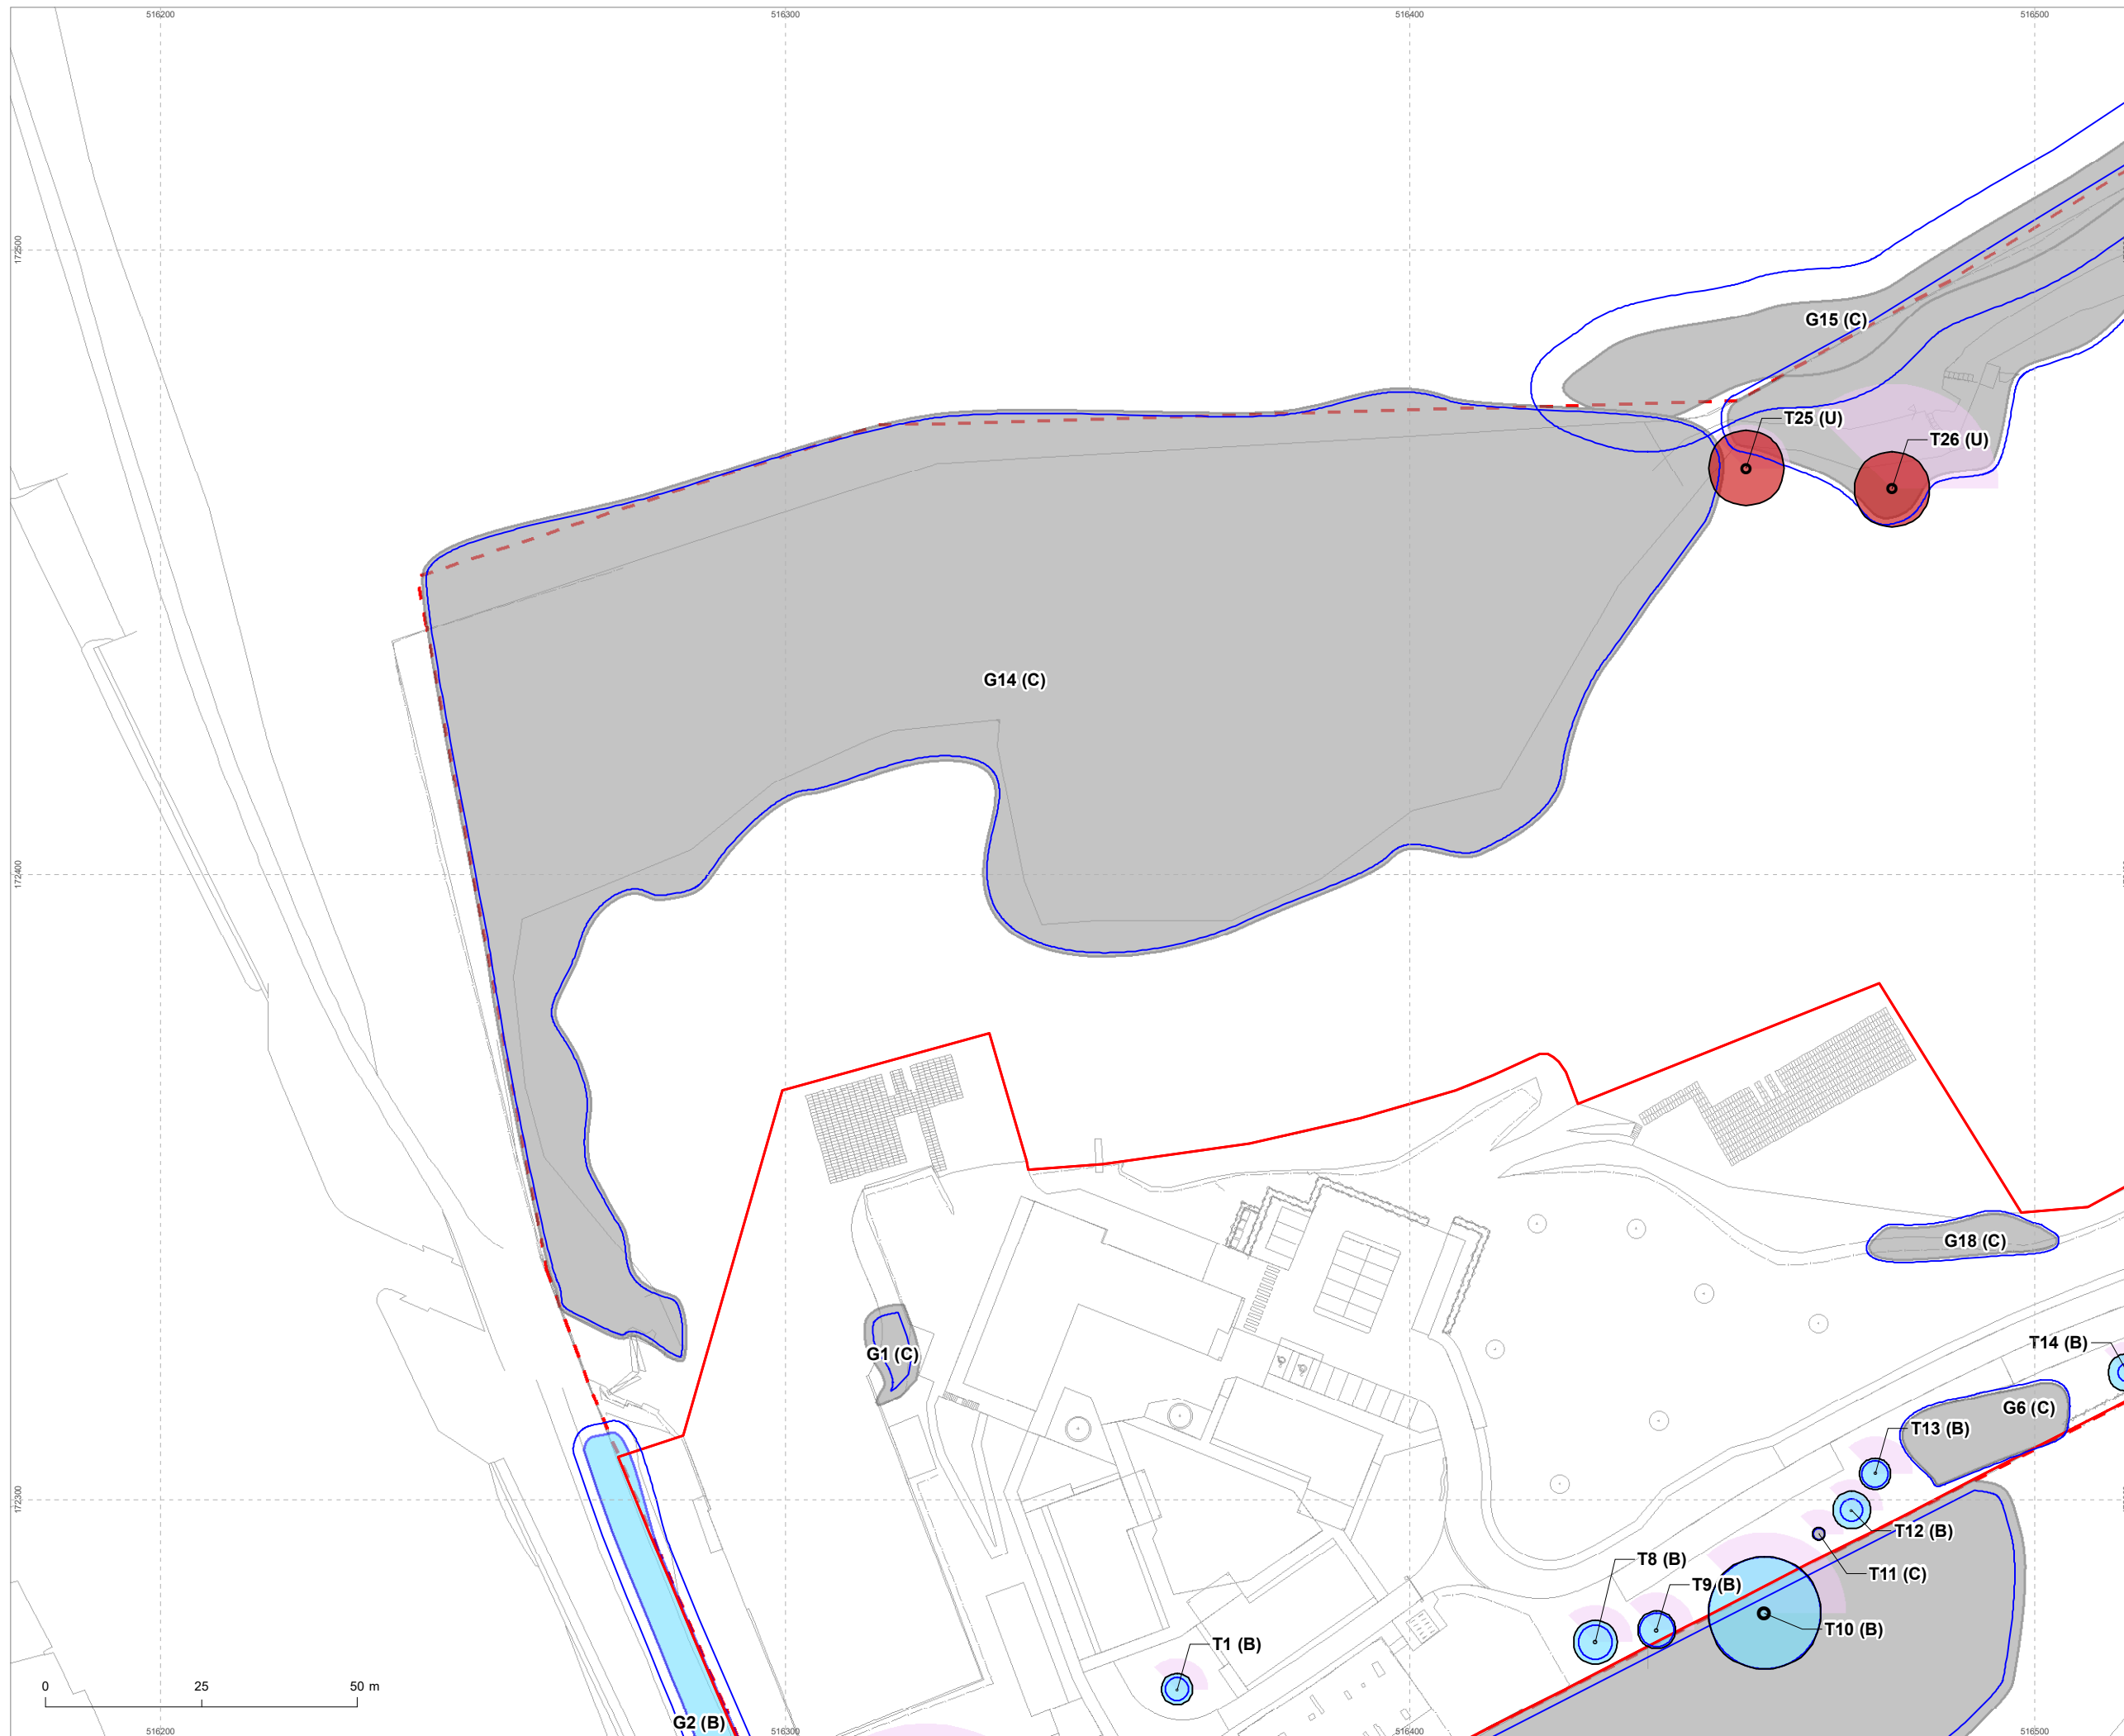 516200
516300
516400
516500
172500
G15 (C)
T25 (U)
T26 (U)
G14 (C)
172400
G18 (C)
T14 (B)
G1 (C)
G6 (C)
T13 (B)
172300
T12 (B)
T8 (B)
T11 (C)
T9 (B)
T10 (B)
T1 (B)
0 25 50 m
G2 (B)
516200
516300
516400
516500